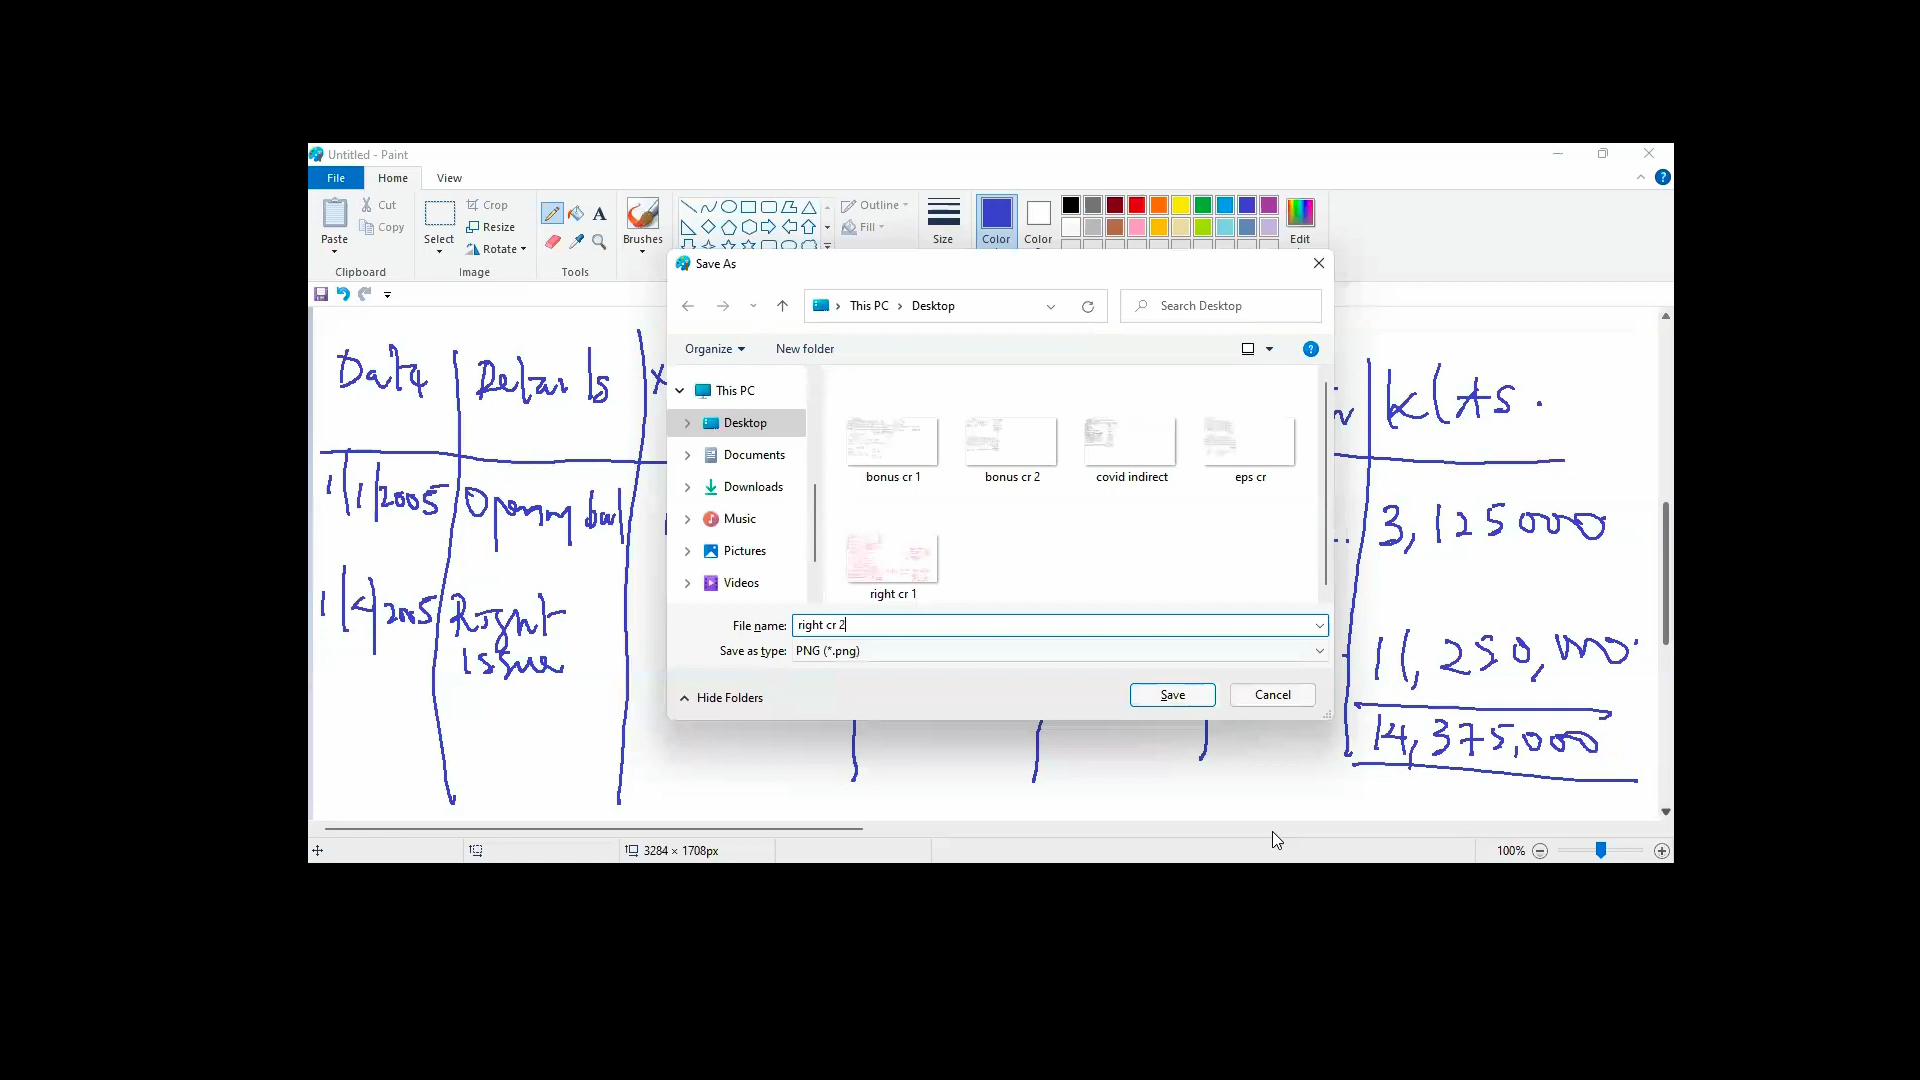 Untitled - Paint
File Home View
Paste
Cut
Copy
Clipboard
Select
Crop
Resize
Rotate
Image
A
Tools
Brushes
Outline
Fill
Size
Color
Color
Edit
Save As
This PC > Desktop
Search Desktop
Organize New folder
This PC
Desktop
Documents
Downloads
Music
Pictures
Videos
bonus cr 1 bonus cr 2 covid indirect eps cr
right cr 1
File name: right cr 2
Save as type: PNG (*.png)
Hide Folders Save Cancel
Date Details K(AS.
1/1/2005 Opening bal 3,125000
1/4/2005 Right
Issue
11,250,000
14,375,000
3284 × 1708px
100%